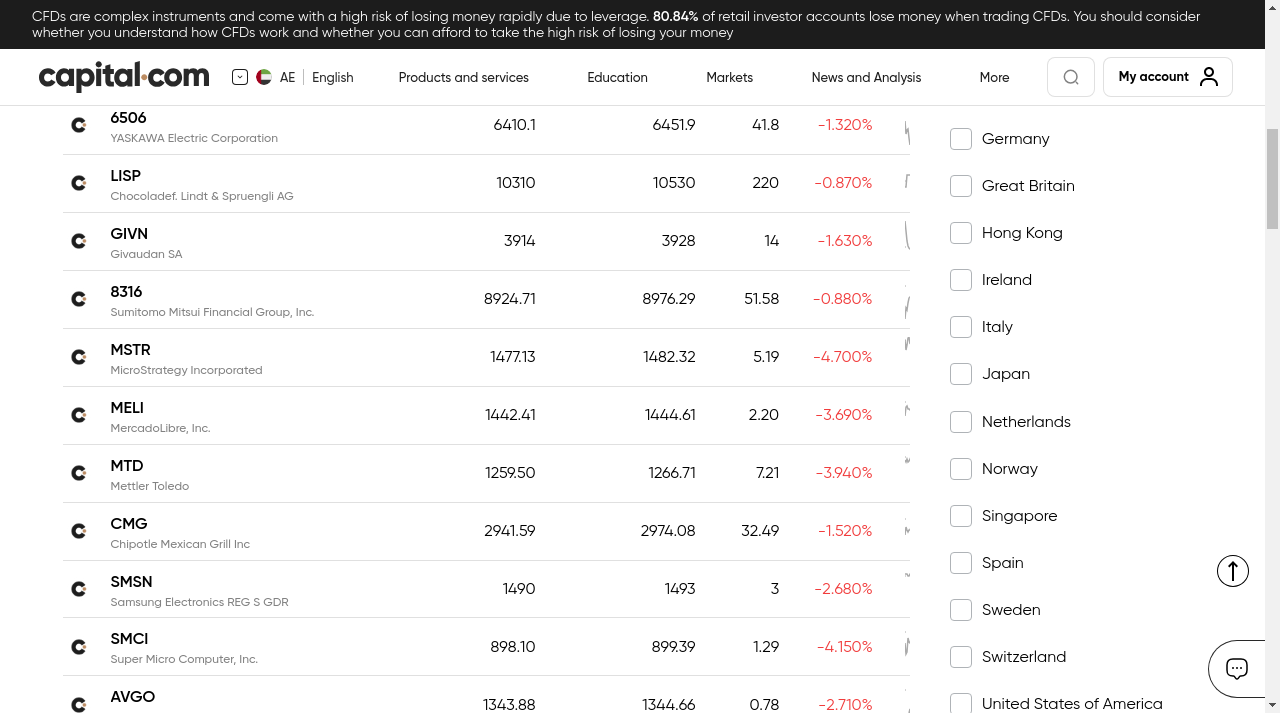 CFDs are complex instruments and come with a high risk of losing money rapidly due to leverage. 80.84% of retail investor accounts lose money when trading CFDs. You should consider
whether you understand how CFDs work and whether you can afford to take the high risk of losing your money
capital.com AE English Products and services Education Markets News and Analysis More My account
6506 6410.1 6451.9 41.8 -1.320%
YASKAWA Electric Corporation
LISP 10310 10530 220 -0.870%
Chocoladef. Lindt & Spruengli AG
GIVN 3914 3928 14 -1.630%
Givaudan SA
8316 8924.71 8976.29 51.58 -0.880%
Sumitomo Mitsui Financial Group, Inc.
MSTR 1477.13 1482.32 5.19 -4.700%
MicroStrategy Incorporated
MELI 1442.41 1444.61 2.20 -3.690%
MercadoLibre, Inc.
MTD 1259.50 1266.71 7.21 -3.940%
Mettler Toledo
CMG 2941.59 2974.08 32.49 -1.520%
Chipotle Mexican Grill Inc
SMSN 1490 1493 3 -2.680%
Samsung Electronics REG S GDR
SMCI 898.10 899.39 1.29 -4.150%
Super Micro Computer, Inc.
AVGO 1343.88 1344.66 0.78 -2.710%
Germany
Great Britain
Hong Kong
Ireland
Italy
Japan
Netherlands
Norway
Singapore
Spain
Sweden
Switzerland
United States of America